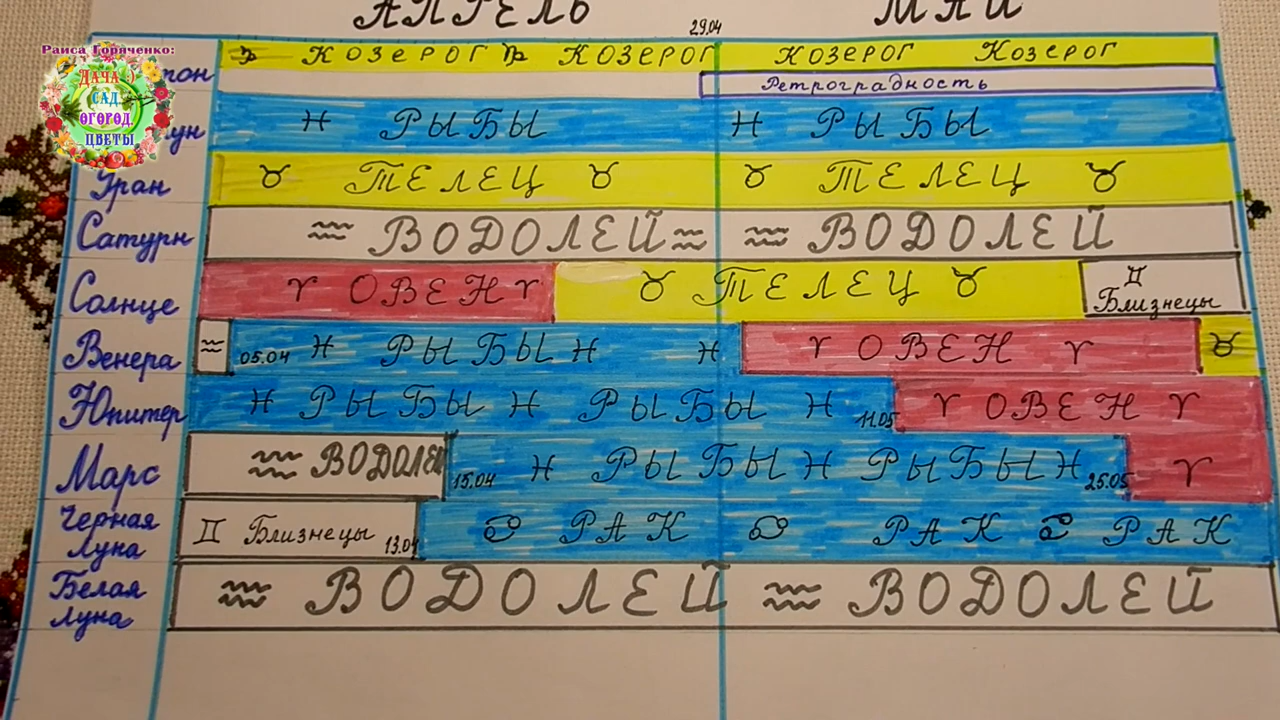 АПРЕЛЬ МАЙ
29.04
Раиса Горяченко:
ДАЧА :)
САД,
ОГОРОД,
ЦВЕТЫ
КОЗЕРОГ КОЗЕРОГ КОЗЕРОГ КОЗЕРОГ
Ретроградность
РЫБЫ РЫБЫ
Уран ТЕЛЕЦ ТЕЛЕЦ
Сатурн ВОДОЛЕЙ ВОДОЛЕЙ
Солнце ОВЕН ТЕЛЕЦ Близнецы
Венера 05.04 РЫБЫ ОВЕН
Юпитер РЫБЫ РЫБЫ 11.05 ОВЕН
Марс ВОДОЛЕЙ 15.04 РЫБЫ РЫБЫ 25.05
Черная
Луна Близнецы 13.04 РАК РАК РАК
Белая
Луна ВОДОЛЕЙ ВОДОЛЕЙ